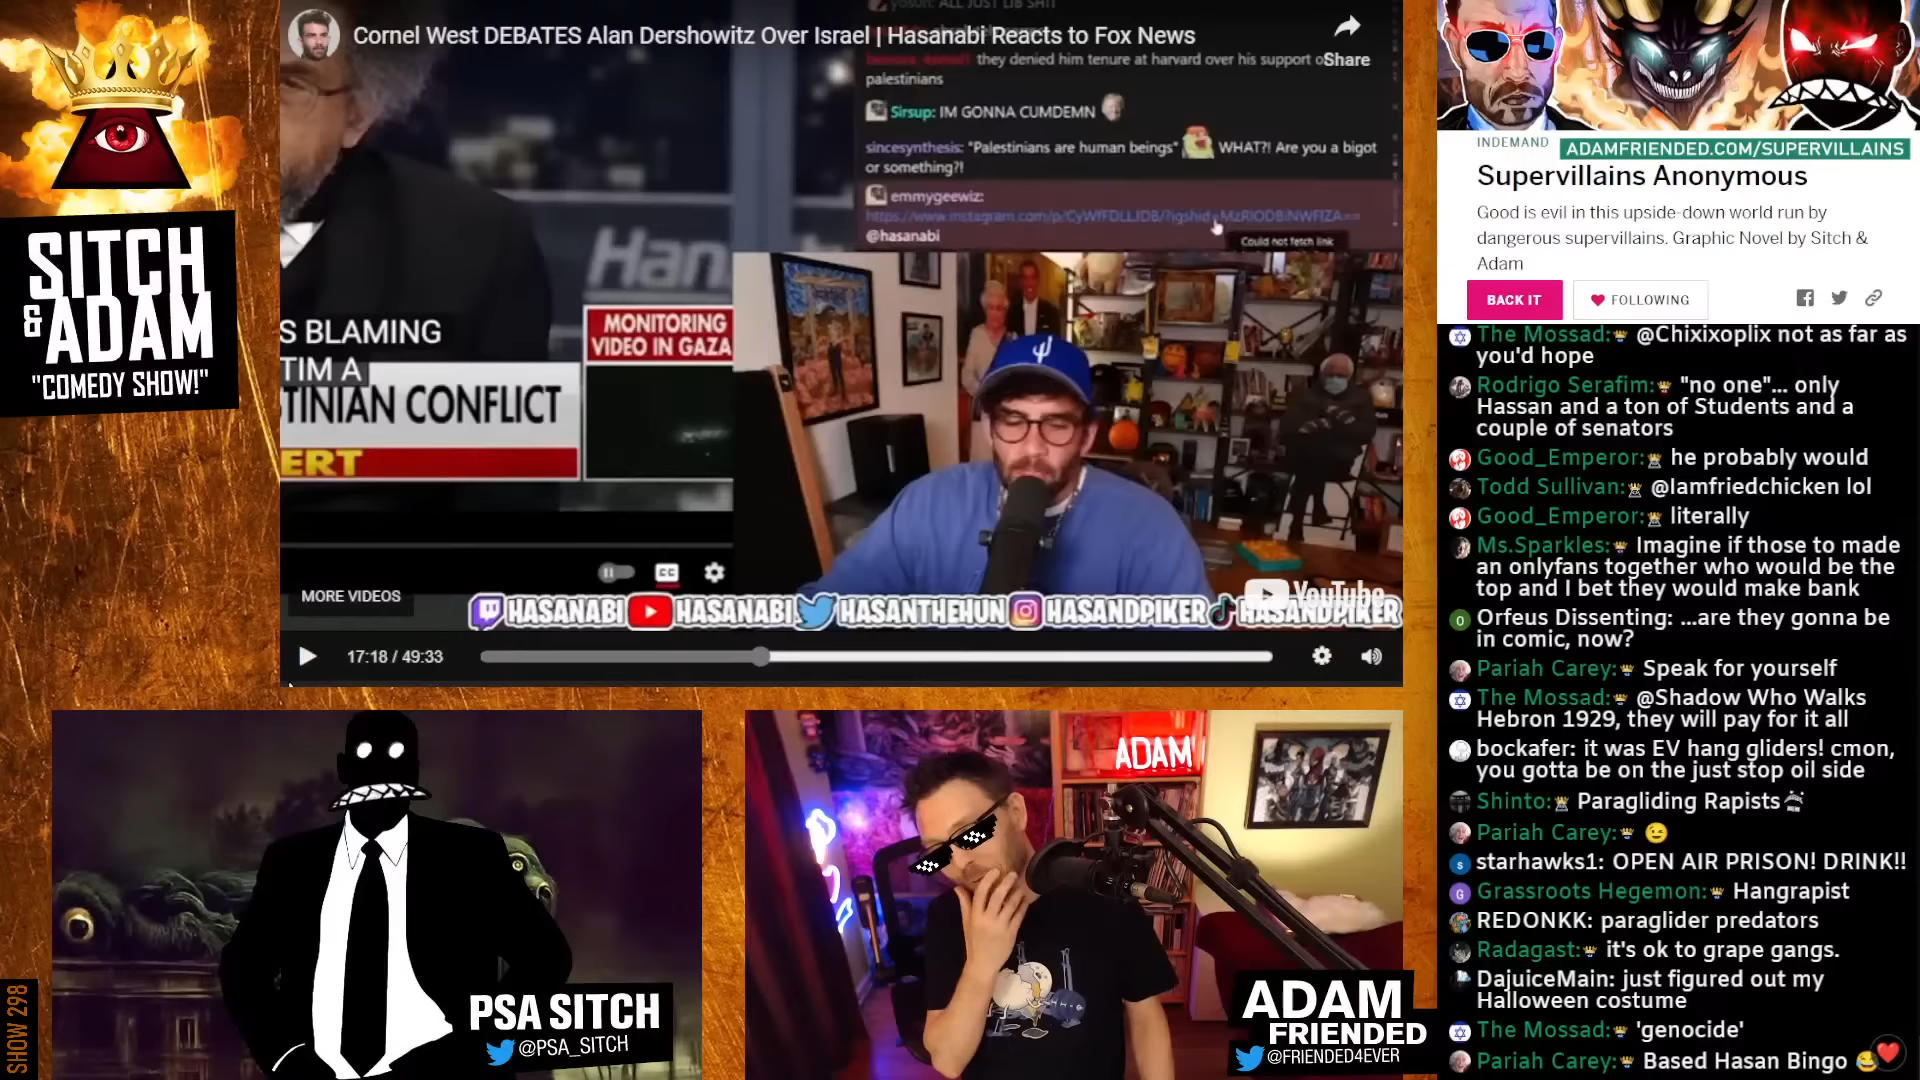 SITCH
& ADAM
"COMEDY SHOW!"
SHOW 298
Cornel West DEBATES Alan Dershowitz Over Israel | Hasanabi Reacts to Fox News
Share
ALL JUST LIB SHIT
they denied him tenure at harvard over his support o
palestinians
Sirsup: IM GONNA CUMDEMN
sincesynthesis: "Palestinians are human beings" WHAT?! Are you a bigot
or something?!
emmygeewiz:
@hasanabi
Could not fetch link
Han
S BLAMING
TIM A
TINIAN CONFLICT
ERT
MONITORING
VIDEO IN GAZA
CC
MORE VIDEOS
HASANABI HASANABI HASANTHEHUN HASANDPIKER HASANDPIKER
YouTube
17:18 / 49:33
PSA SITCH
@PSA_SITCH
ADAM
ADAM
FRIENDED
@FRIENDED4EVER
INDEMAND
ADAMFRIENDED.COM/SUPERVILLAINS
Supervillains Anonymous
Good is evil in this upside-down world run by
dangerous supervillains. Graphic Novel by Sitch &
Adam
BACK IT
FOLLOWING
The Mossad: @Chixixoplix not as far as
you'd hope
Rodrigo Serafim: "no one"... only
Hassan and a ton of Students and a
couple of senators
Good_Emperor: he probably would
Todd Sullivan: @Iamfriedchicken lol
Good_Emperor: literally
Ms.Sparkles: Imagine if those to made
an onlyfans together who would be the
top and I bet they would make bank
Orfeus Dissenting: ...are they gonna be
in comic, now?
Pariah Carey: Speak for yourself
The Mossad: @Shadow Who Walks
Hebron 1929, they will pay for it all
bockafer: it was EV hang gliders! cmon,
you gotta be on the just stop oil side
Shinto: Paragliding Rapists
Pariah Carey: 😉
starhawks1: OPEN AIR PRISON! DRINK!!
Grassroots Hegemon: Hangrapist
REDONKK: paraglider predators
Radagast: it's ok to grape gangs.
DajuiceMain: just figured out my
Halloween costume
The Mossad: 'genocide'
Pariah Carey: Based Hasan Bingo 😂